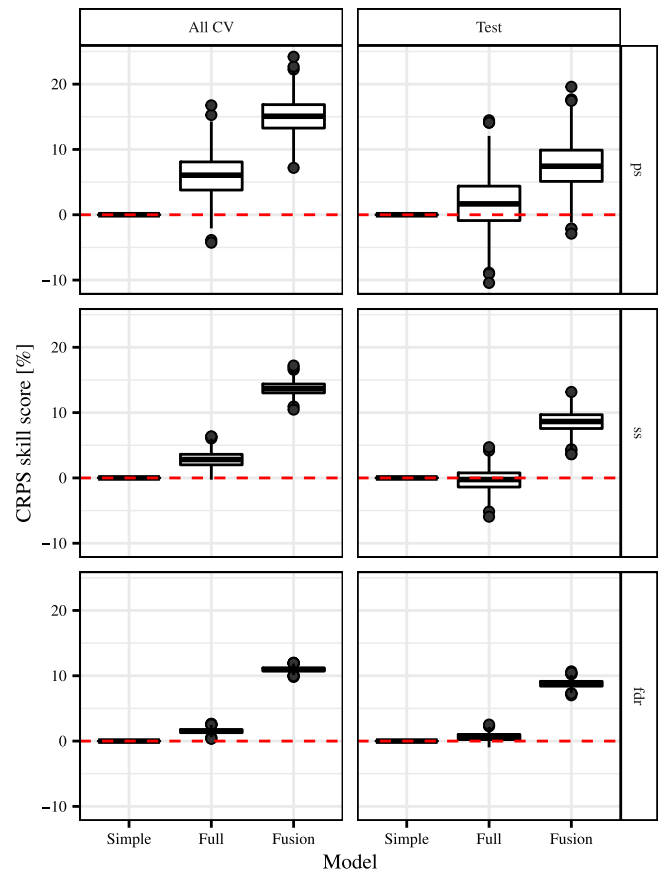 All CV
Test
20
10
0
−10
ps
20
10
0
−10
ss
20
10
0
−10
fdr
CRPS skill score [%]
Simple
Full
Fusion
Simple
Full
Fusion
Model